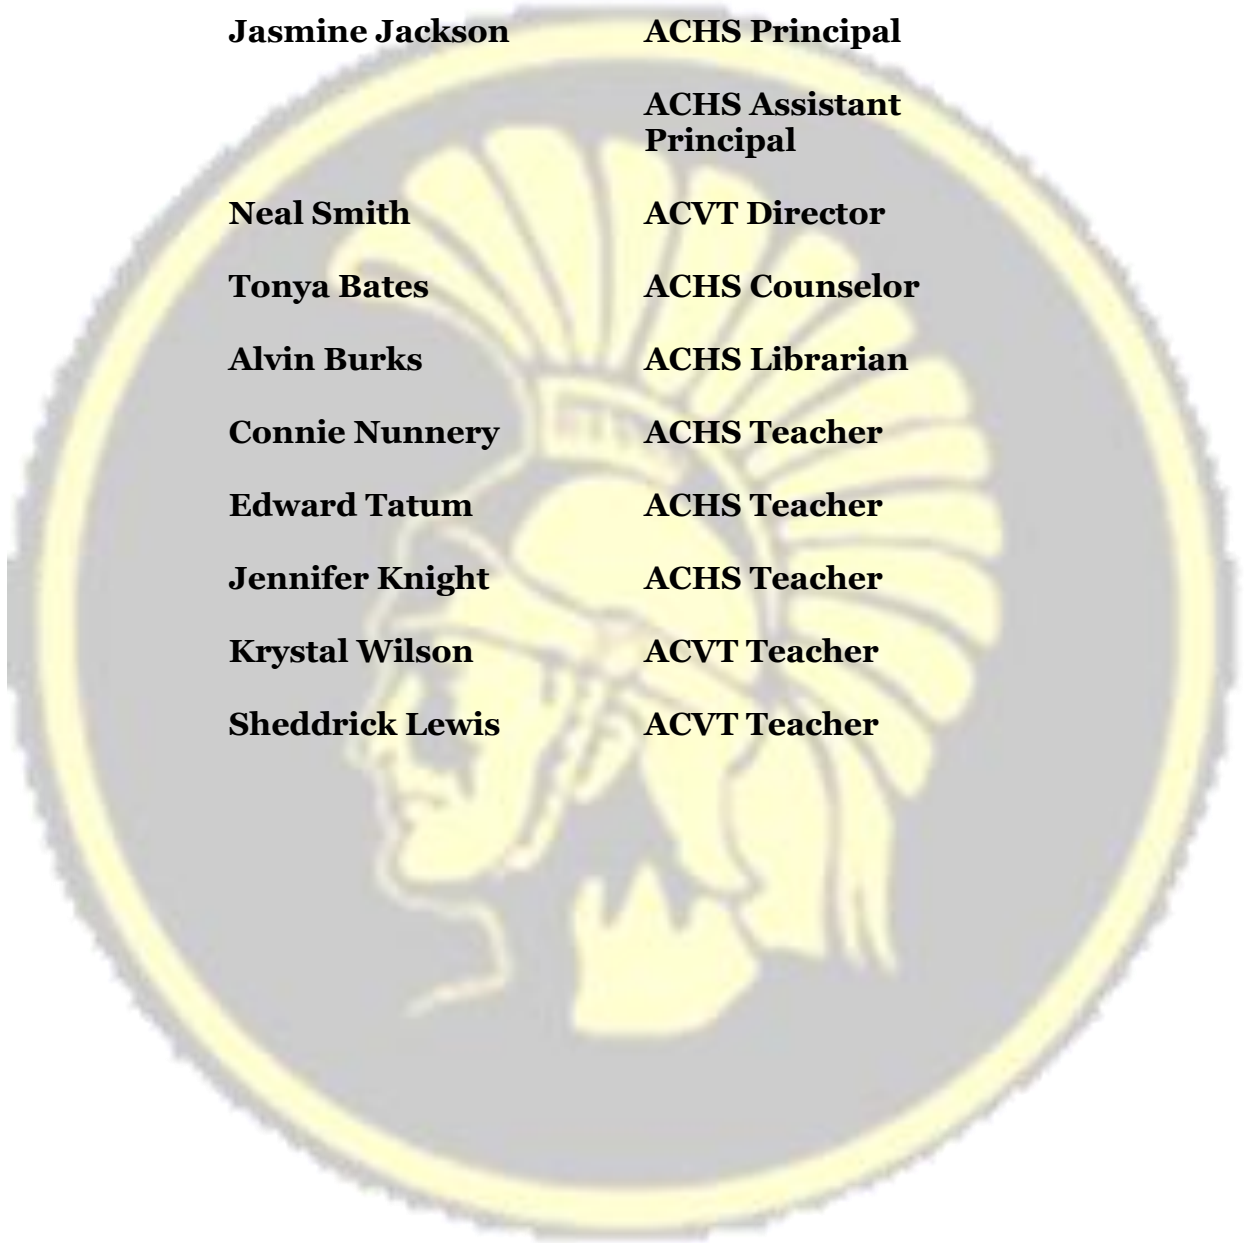 Jasmine Jackson ACHS Principal
ACHS Assistant
Principal
Neal Smith ACVT Director
Tonya Bates ACHS Counselor
Alvin Burks ACHS Librarian
Connie Nunnery ACHS Teacher
Edward Tatum ACHS Teacher
Jennifer Knight ACHS Teacher
Krystal Wilson ACVT Teacher
Sheddrick Lewis ACVT Teacher